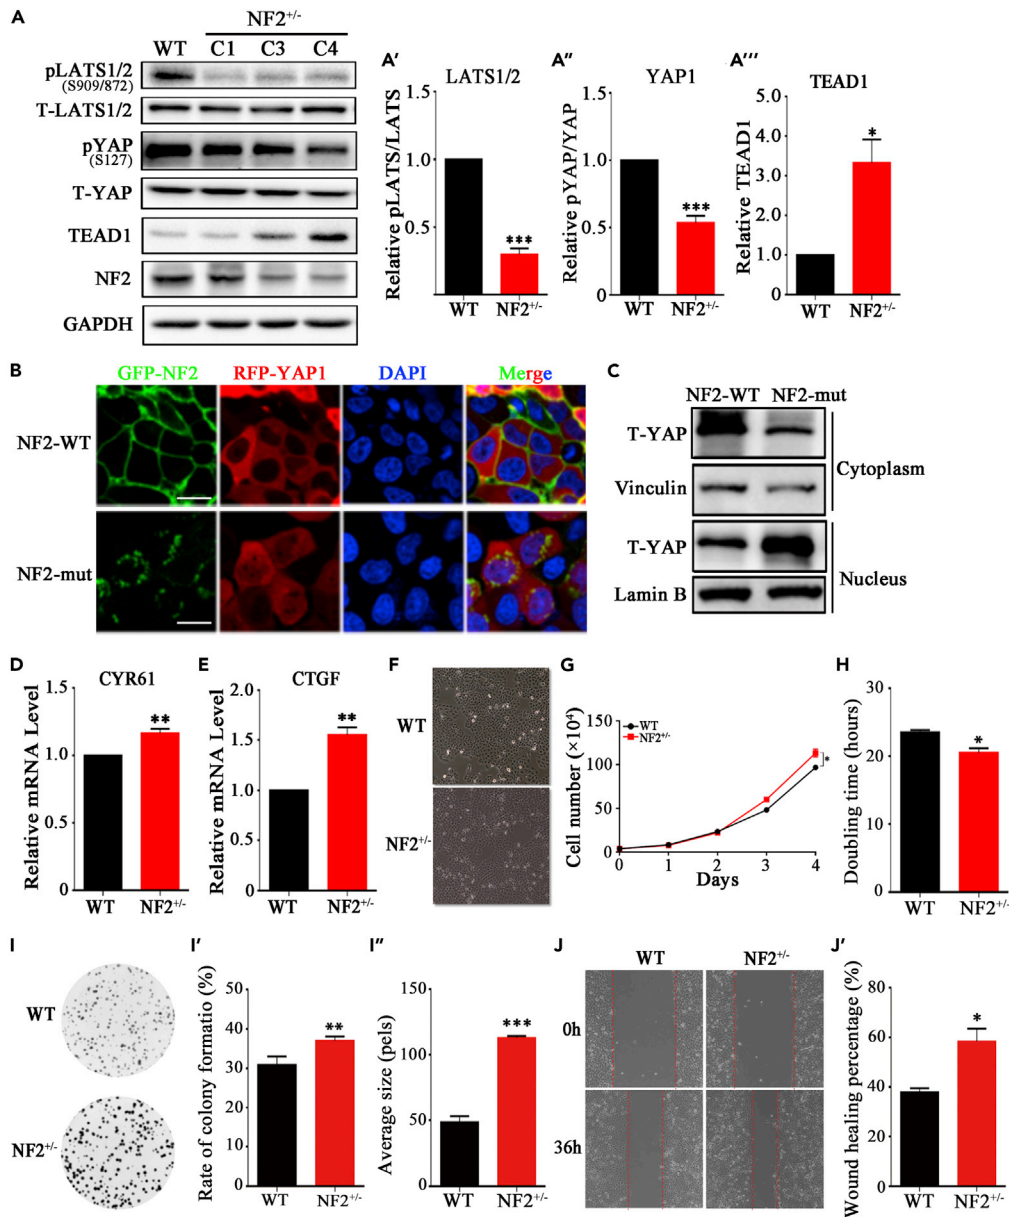 A
NF2+/-
WT C1 C3 C4
pLATS1/2
(S909/872)
T-LATS1/2
pYAP
(S127)
T-YAP
TEAD1
NF2
GAPDH
A'
LATS1/2
Relative pLATS/LATS
1.0
0.5
***
WT NF2+/-
A''
YAP1
Relative pYAP/YAP
1.5
1.0
0.5
0
***
WT NF2+/-
A'''
TEAD1
Relative TEAD1
5.0
4.0
3.0
2.0
1.0
0
*
WT NF2+/-
B
GFP-NF2 RFP-YAP1 DAPI Merge
NF2-WT
NF2-mut
C
NF2-WT NF2-mut
T-YAP
Vinculin
Cytoplasm
T-YAP
Lamin B
Nucleus
D
CYR61
Relative mRNA Level
1.5
1.0
0.5
0
**
WT NF2+/-
E
CTGF
Relative mRNA Level
2.0
1.5
1.0
0.5
0
**
WT NF2+/-
F
WT
NF2+/-
G
Cell number (×10⁴)
150
100
50
0
WT
NF2+/-
*
0 1 2 3 4
Days
H
Doubling time (hours)
30
20
10
0
*
WT NF2+/-
I
WT
NF2+/-
I'
Rate of colony formatio (%)
50
40
30
20
10
0
**
WT NF2+/-
I''
Average size (pels)
150
100
50
0
***
WT NF2+/-
J
WT NF2+/-
0h
36h
J'
Wound healing percentage (%)
80
60
40
20
0
*
WT NF2+/-